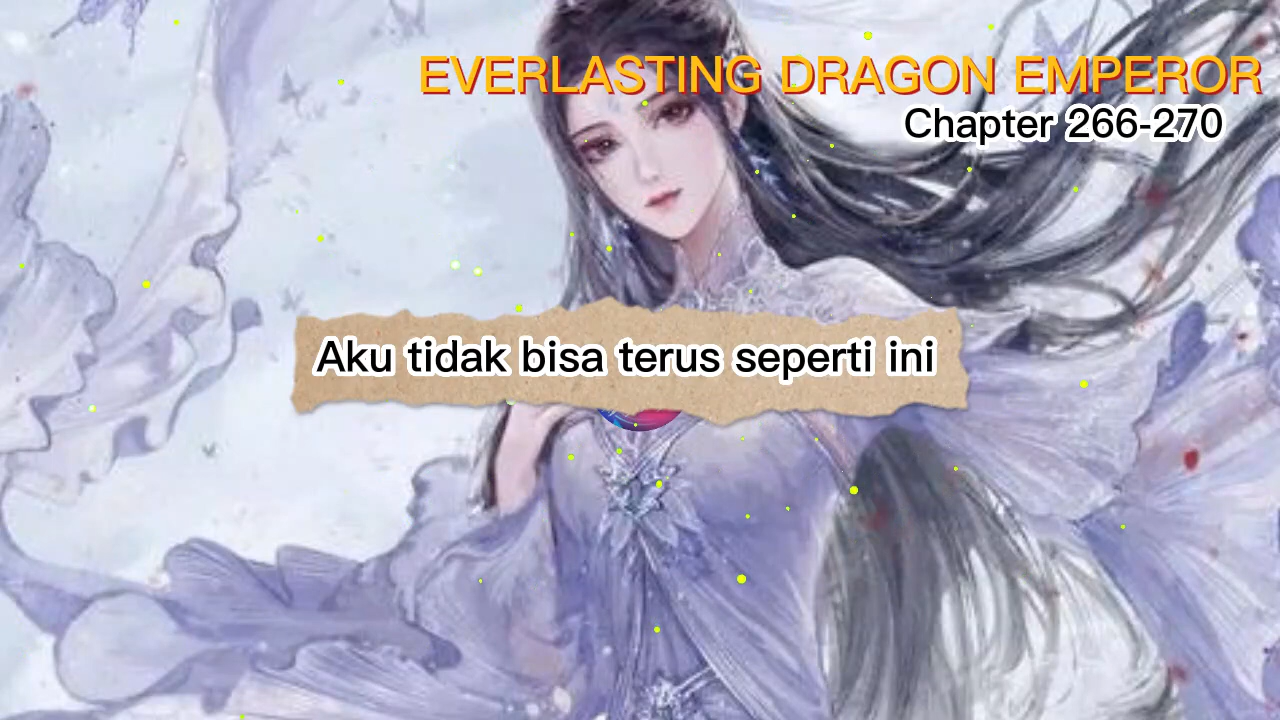 EVERLASTING DRAGON EMPEROR
Chapter 266-270
Aku tidak bisa terus seperti ini